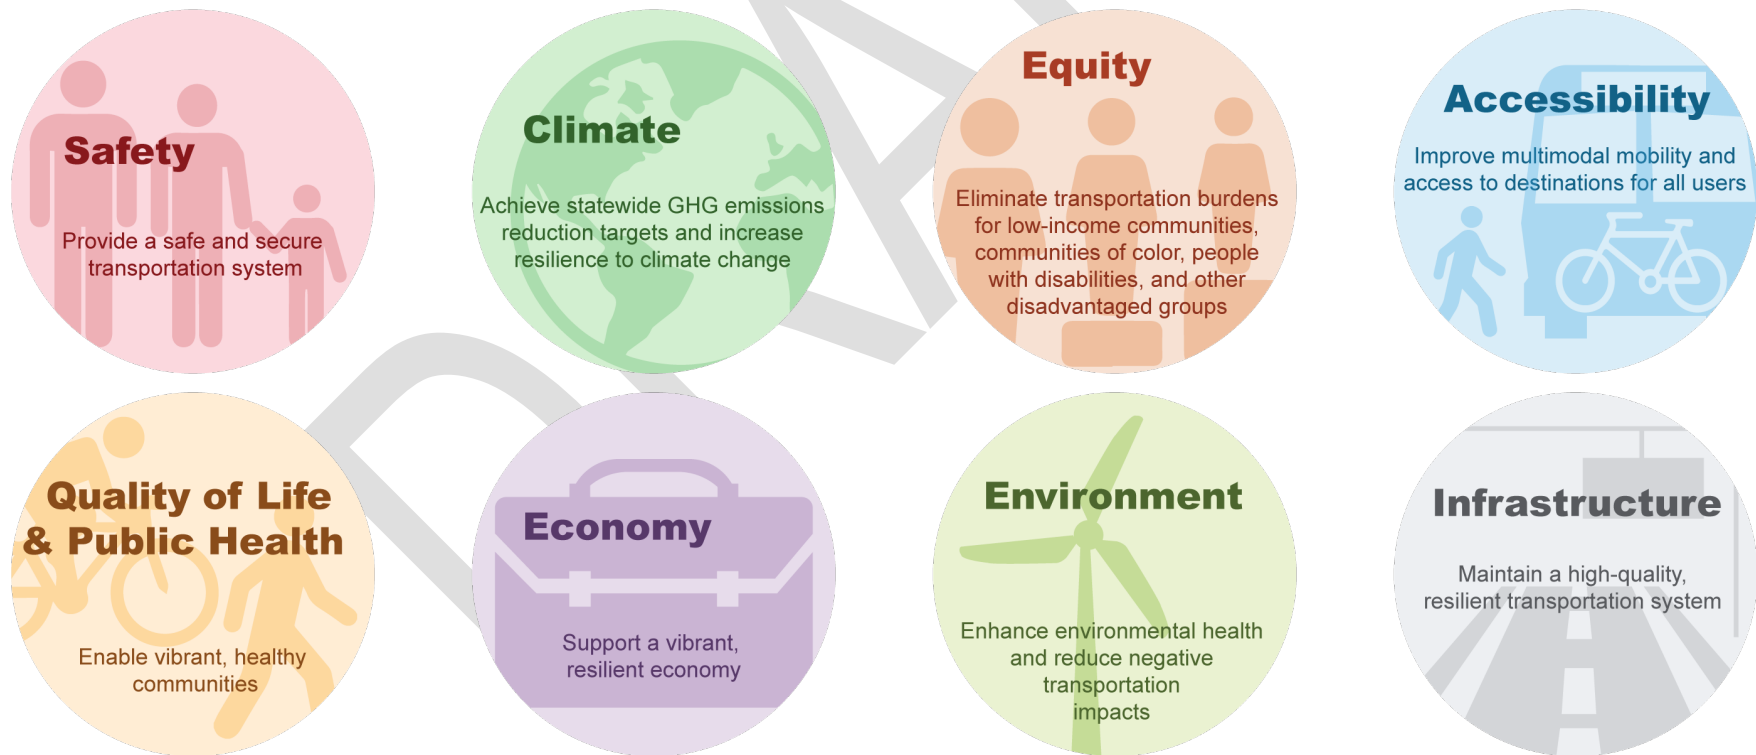 Safety
Provide a safe and secure
transportation system
Climate
Achieve statewide GHG emissions
reduction targets and increase
resilience to climate change
Equity
Eliminate transportation burdens
for low-income communities,
communities of color, people
with disabilities, and other
disadvantaged groups
Accessibility
Improve multimodal mobility and
access to destinations for all users
Quality of Life
& Public Health
Enable vibrant, healthy
communities
Economy
Support a vibrant,
resilient economy
Environment
Enhance environmental health
and reduce negative
transportation
impacts
Infrastructure
Maintain a high-quality,
resilient transportation system